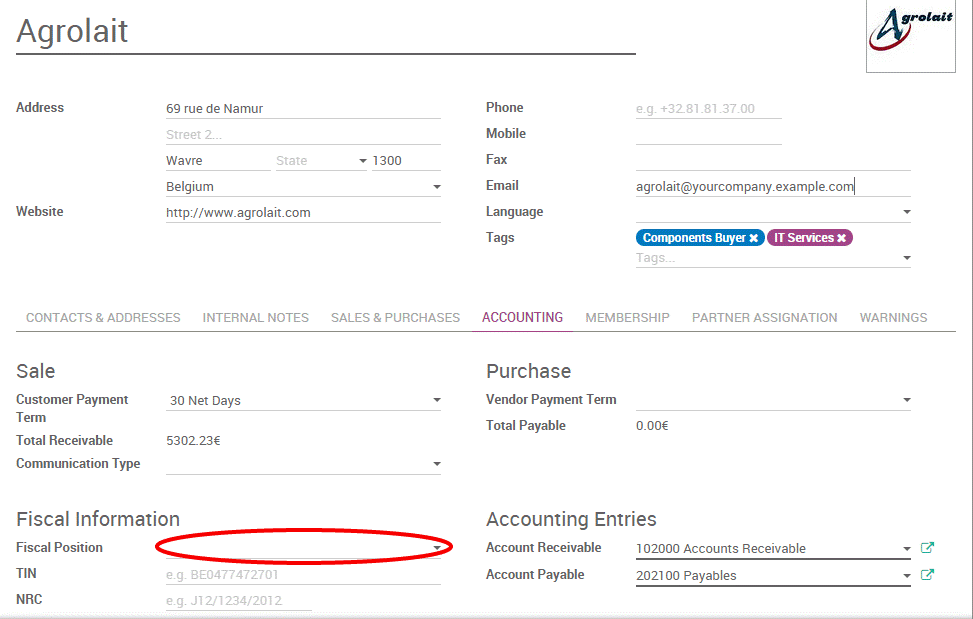 Agrolait
Agrolait
Address 69 rue de Namur
Street 2...
Wavre State 1300
Belgium
Website http://www.agrolait.com
Phone e.g. +32.81.81.37.00
Mobile
Fax
Email agrolait@yourcompany.example.com
Language
Tags Components Buyer ✖ IT Services ✖
Tags...
CONTACTS & ADDRESSES INTERNAL NOTES SALES & PURCHASES ACCOUNTING MEMBERSHIP PARTNER ASSIGNATION WARNINGS
Sale
Customer Payment Term 30 Net Days
Total Receivable 5302.23€
Communication Type
Purchase
Vendor Payment Term
Total Payable 0.00€
Fiscal Information
Fiscal Position
TIN e.g. BE0477472701
NRC e.g. J12/1234/2012
Accounting Entries
Account Receivable 102000 Accounts Receivable
Account Payable 202100 Payables